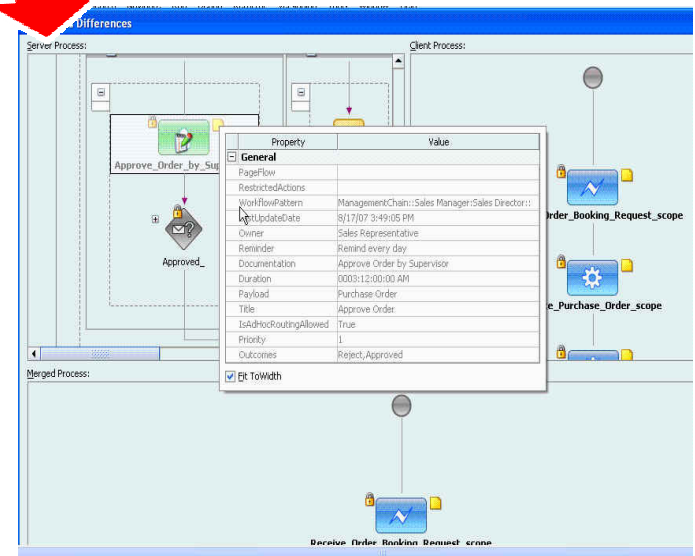 Differences
Server Process:
Client Process:
Approve_Order_by_Sup
Approved_
Property Value
General
PageFlow
RestrictedActions
WorkflowPattern ManagementChain::Sales Manager:Sales Director::
stUpdateDate 8/17/07 3:49:05 PM
Owner Sales Representative
Reminder Remind every day
Documentation Approve Order by Supervisor
Duration 0003:12:00:00 AM
Payload Purchase Order
Title Approve Order
IsAdHocRoutingAllowed True
Priority 1
Outcomes Reject,Approved
Fit ToWidth
Order_Booking_Request_scope
e_Purchase_Order_scope
Merged Process:
Receive_Order_Booking_Request_scope